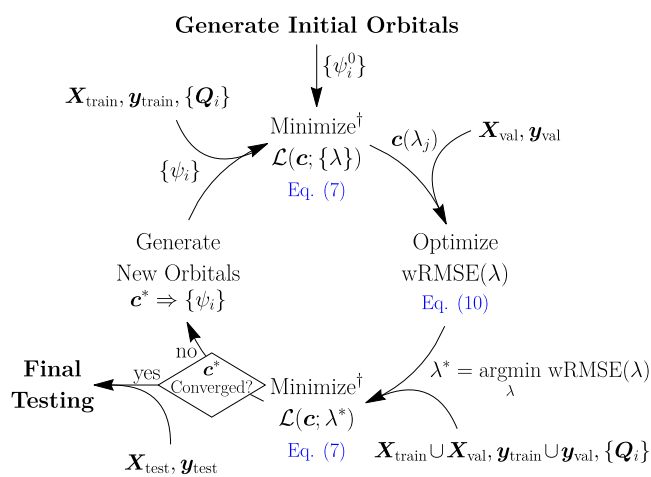 Generate Initial Orbitals
{ψ_i^0}
X_train, y_train, {Q_i}
Minimize†
L(c; {λ})
Eq. (7)
c(λ_j)
X_val, y_val
{ψ_i}
Generate
New Orbitals
c* ⇒ {ψ_i}
Optimize
wRMSE(λ)
Eq. (10)
no
λ* = argmin wRMSE(λ)
λ
Final
Testing
yes
c*
Converged?
Minimize†
L(c; λ*)
Eq. (7)
X_train ∪ X_val, y_train ∪ y_val, {Q_i}
X_test, y_test